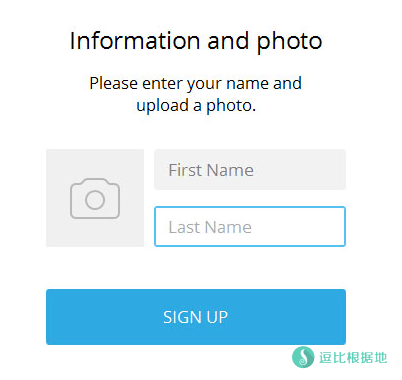 Information and photo
Please enter your name and
upload a photo.
First Name
Last Name
SIGN UP
逗比根据地